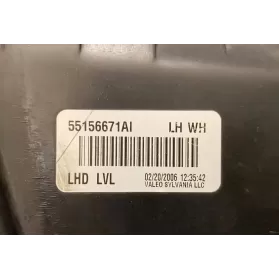 55156671AI LH WH
LHD LVL 02/20/2006 12:35:42
VALEO SYLVANIA LLC